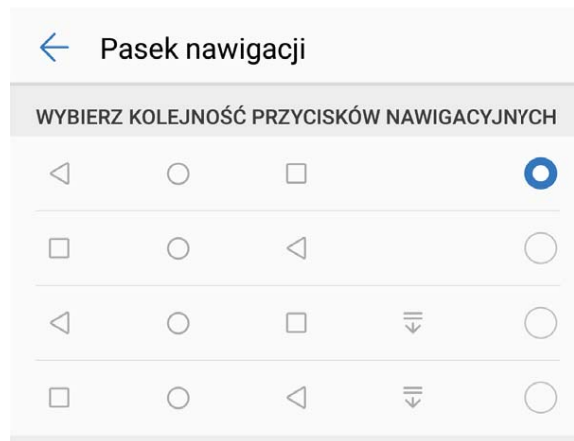 Pasek nawigacji
WYBIERZ KOLEJNOŚĆ PRZYCISKÓW NAWIGACYJNYCH